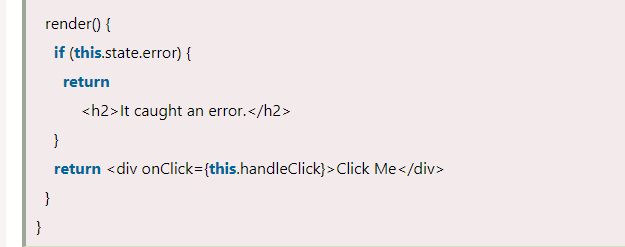 render() {
if (this.state.error) {
return
<h2>It caught an error.</h2>
}
return <div onClick={this.handleClick}>Click Me</div>
}
}